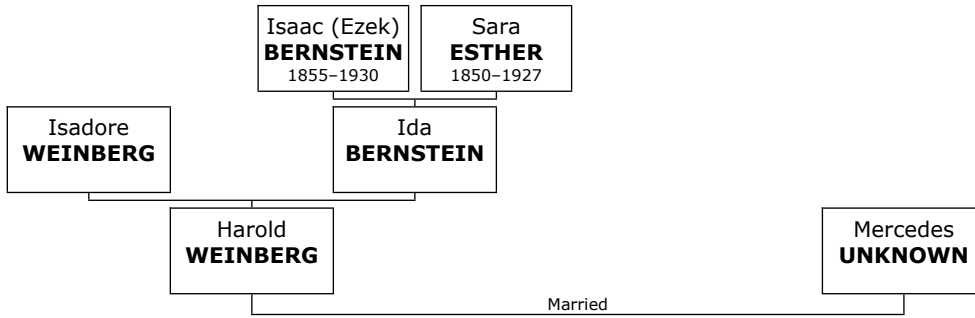 Isaac (Ezek)
BERNSTEIN
1855–1930
Sara
ESTHER
1850–1927
Isadore
WEINBERG
Ida
BERNSTEIN
Harold
WEINBERG
Mercedes
UNKNOWN
Married